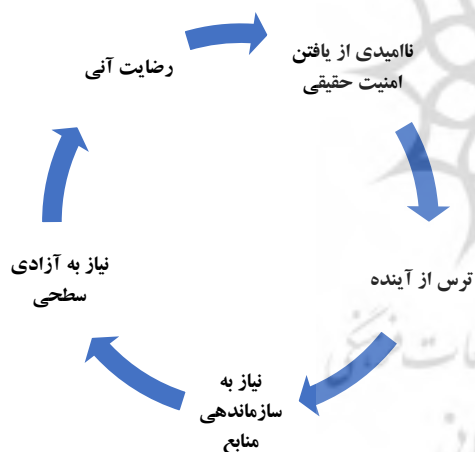 ناامیدی از یافتن
امنیت حقیقی
ترس از آینده
نیاز به
سازماندهی
منابع
نیاز به آزادی
سطحی
رضایت آنی